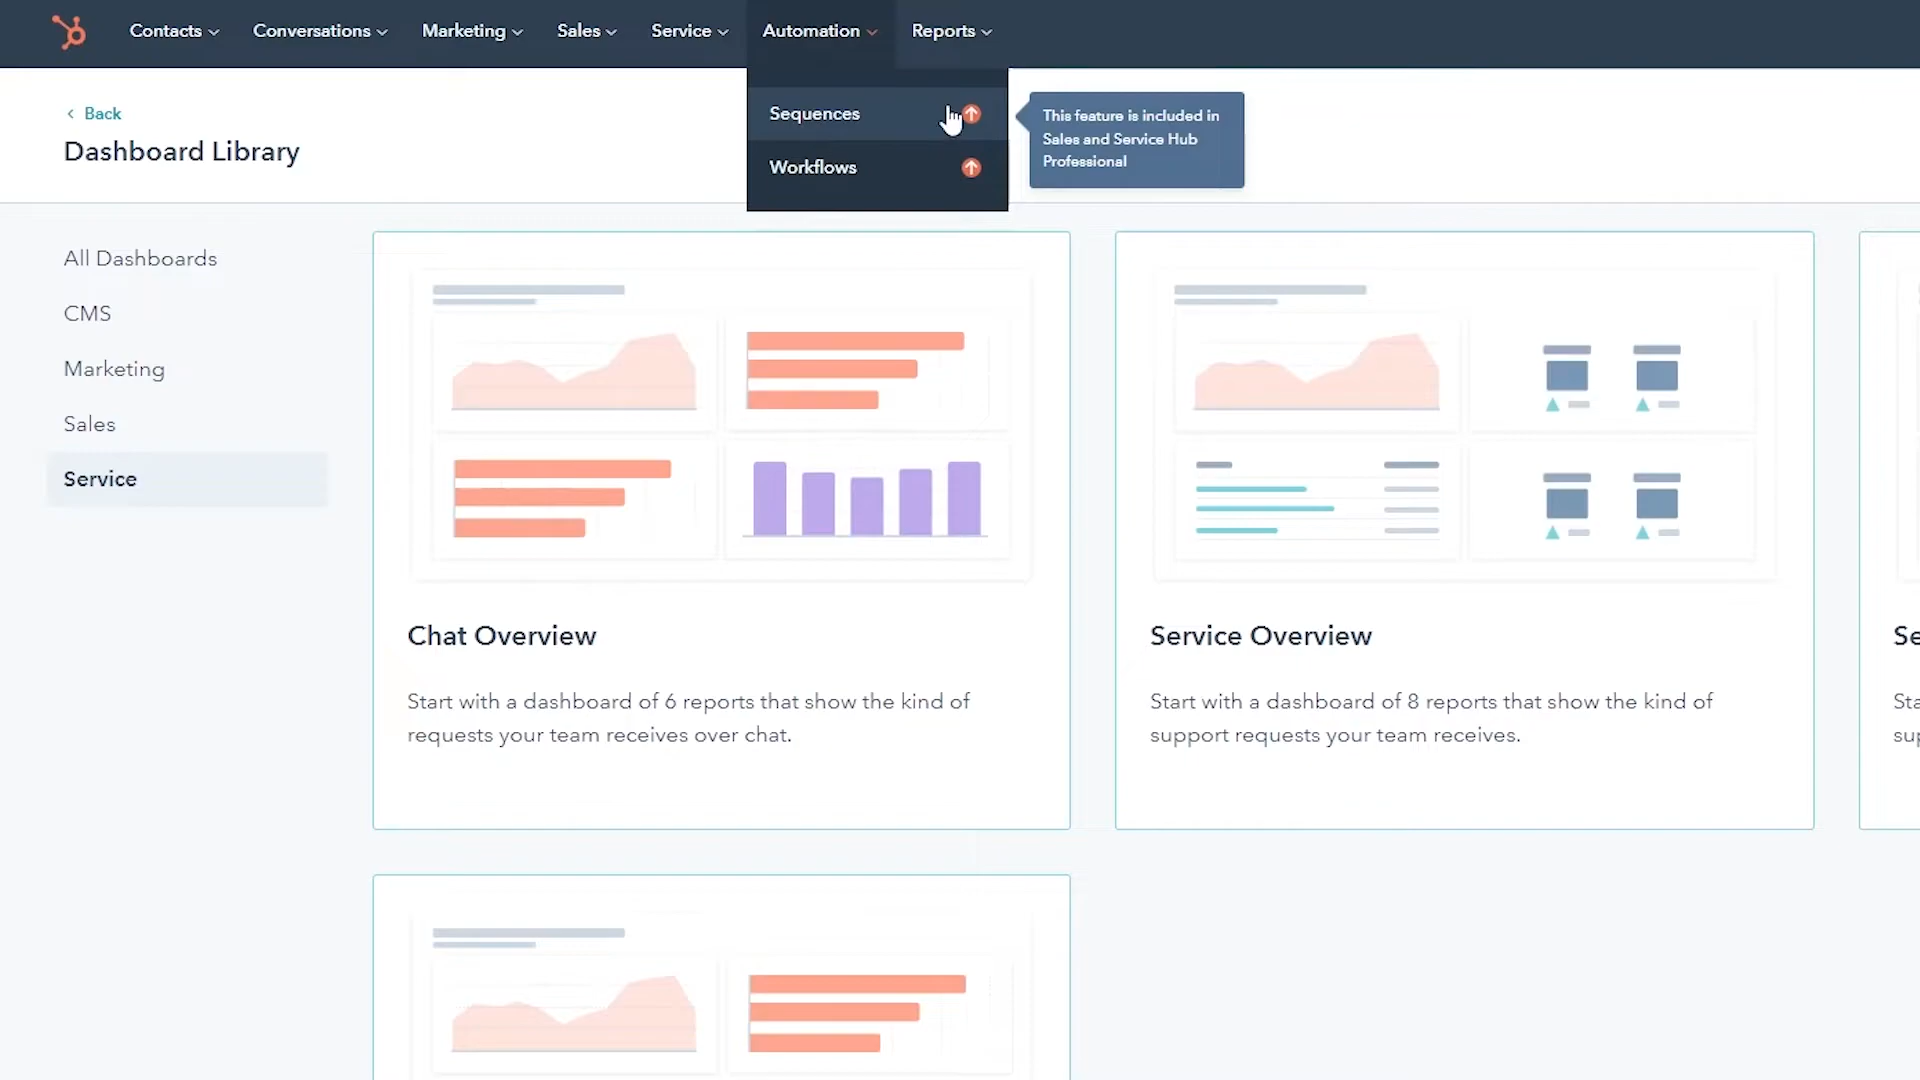 Contacts
Conversations
Marketing
Sales
Service
Automation
Reports
Back
Dashboard Library
Sequences
Workflows
This feature is included in
Sales and Service Hub
Professional
All Dashboards
CMS
Marketing
Sales
Service
Chat Overview
Start with a dashboard of 6 reports that show the kind of
requests your team receives over chat.
Service Overview
Start with a dashboard of 8 reports that show the kind of
support requests your team receives.